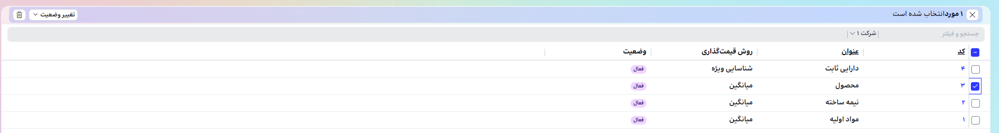 ۱ مورد انتخاب شده است تغییر وضعیت
جستجو و فیلتر شرکت ۱
کد عنوان روش قیمت‌گذاری وضعیت
۴ دارایی ثابت شناسایی ویژه فعال
۳ محصول میانگین فعال
۲ نیمه ساخته میانگین فعال
۱ مواد اولیه میانگین فعال